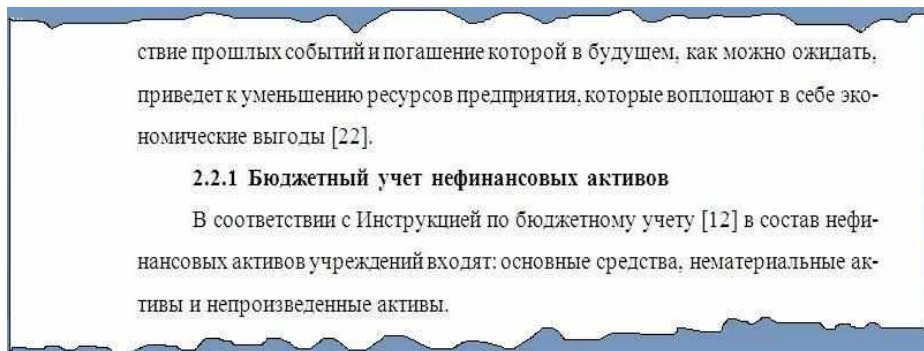 ствие прошлых событий и погашение которой в будущем, как можно ожидать,
приведет к уменьшению ресурсов предприятия, которые воплощают в себе эко-
номические выгоды [22].
2.2.1 Бюджетный учет нефинансовых активов
В соответствии с Инструкцией по бюджетному учету [12] в состав нефи-
нансовых активов учреждений входят: основные средства, нематериальные ак-
тивы и непроизведенные активы.